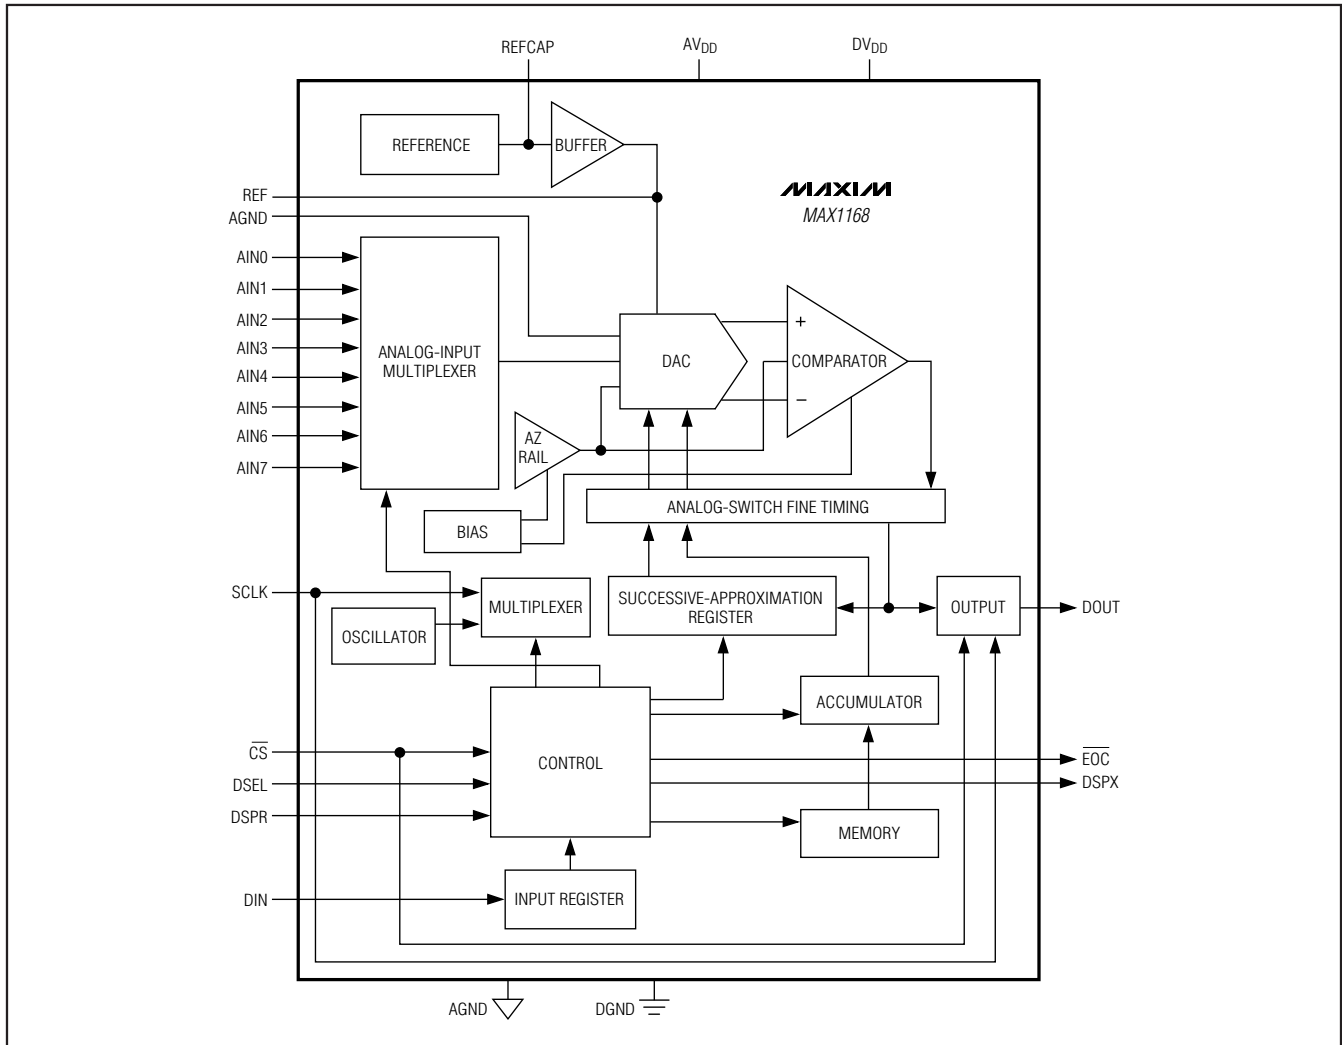 REFCAP
AVDD
DVDD
REFERENCE
BUFFER
REF
AGND
MAXIM
MAX1168
AIN0
AIN1
AIN2
AIN3
AIN4
AIN5
AIN6
AIN7
ANALOG-INPUT
MULTIPLEXER
DAC
+
COMPARATOR
−
AZ
RAIL
ANALOG-SWITCH FINE TIMING
BIAS
SCLK
MULTIPLEXER
OSCILLATOR
SUCCESSIVE-APPROXIMATION
REGISTER
OUTPUT
DOUT
ACCUMULATOR
C̅S̅
DSEL
DSPR
CONTROL
E̅O̅C̅
DSPX
MEMORY
DIN
INPUT REGISTER
AGND
DGND